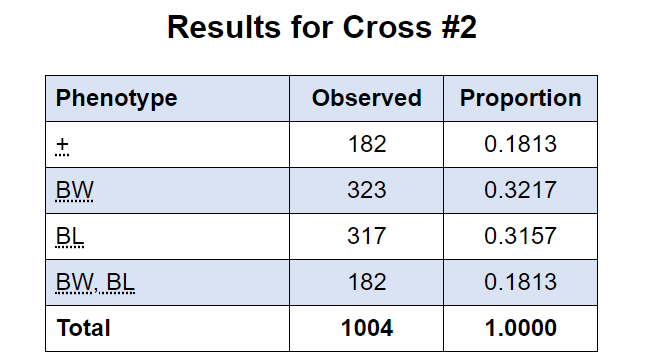 Results for Cross #2
Phenotype Observed Proportion
+ 182 0.1813
BW 323 0.3217
BL 317 0.3157
BW, BL 182 0.1813
Total 1004 1.0000